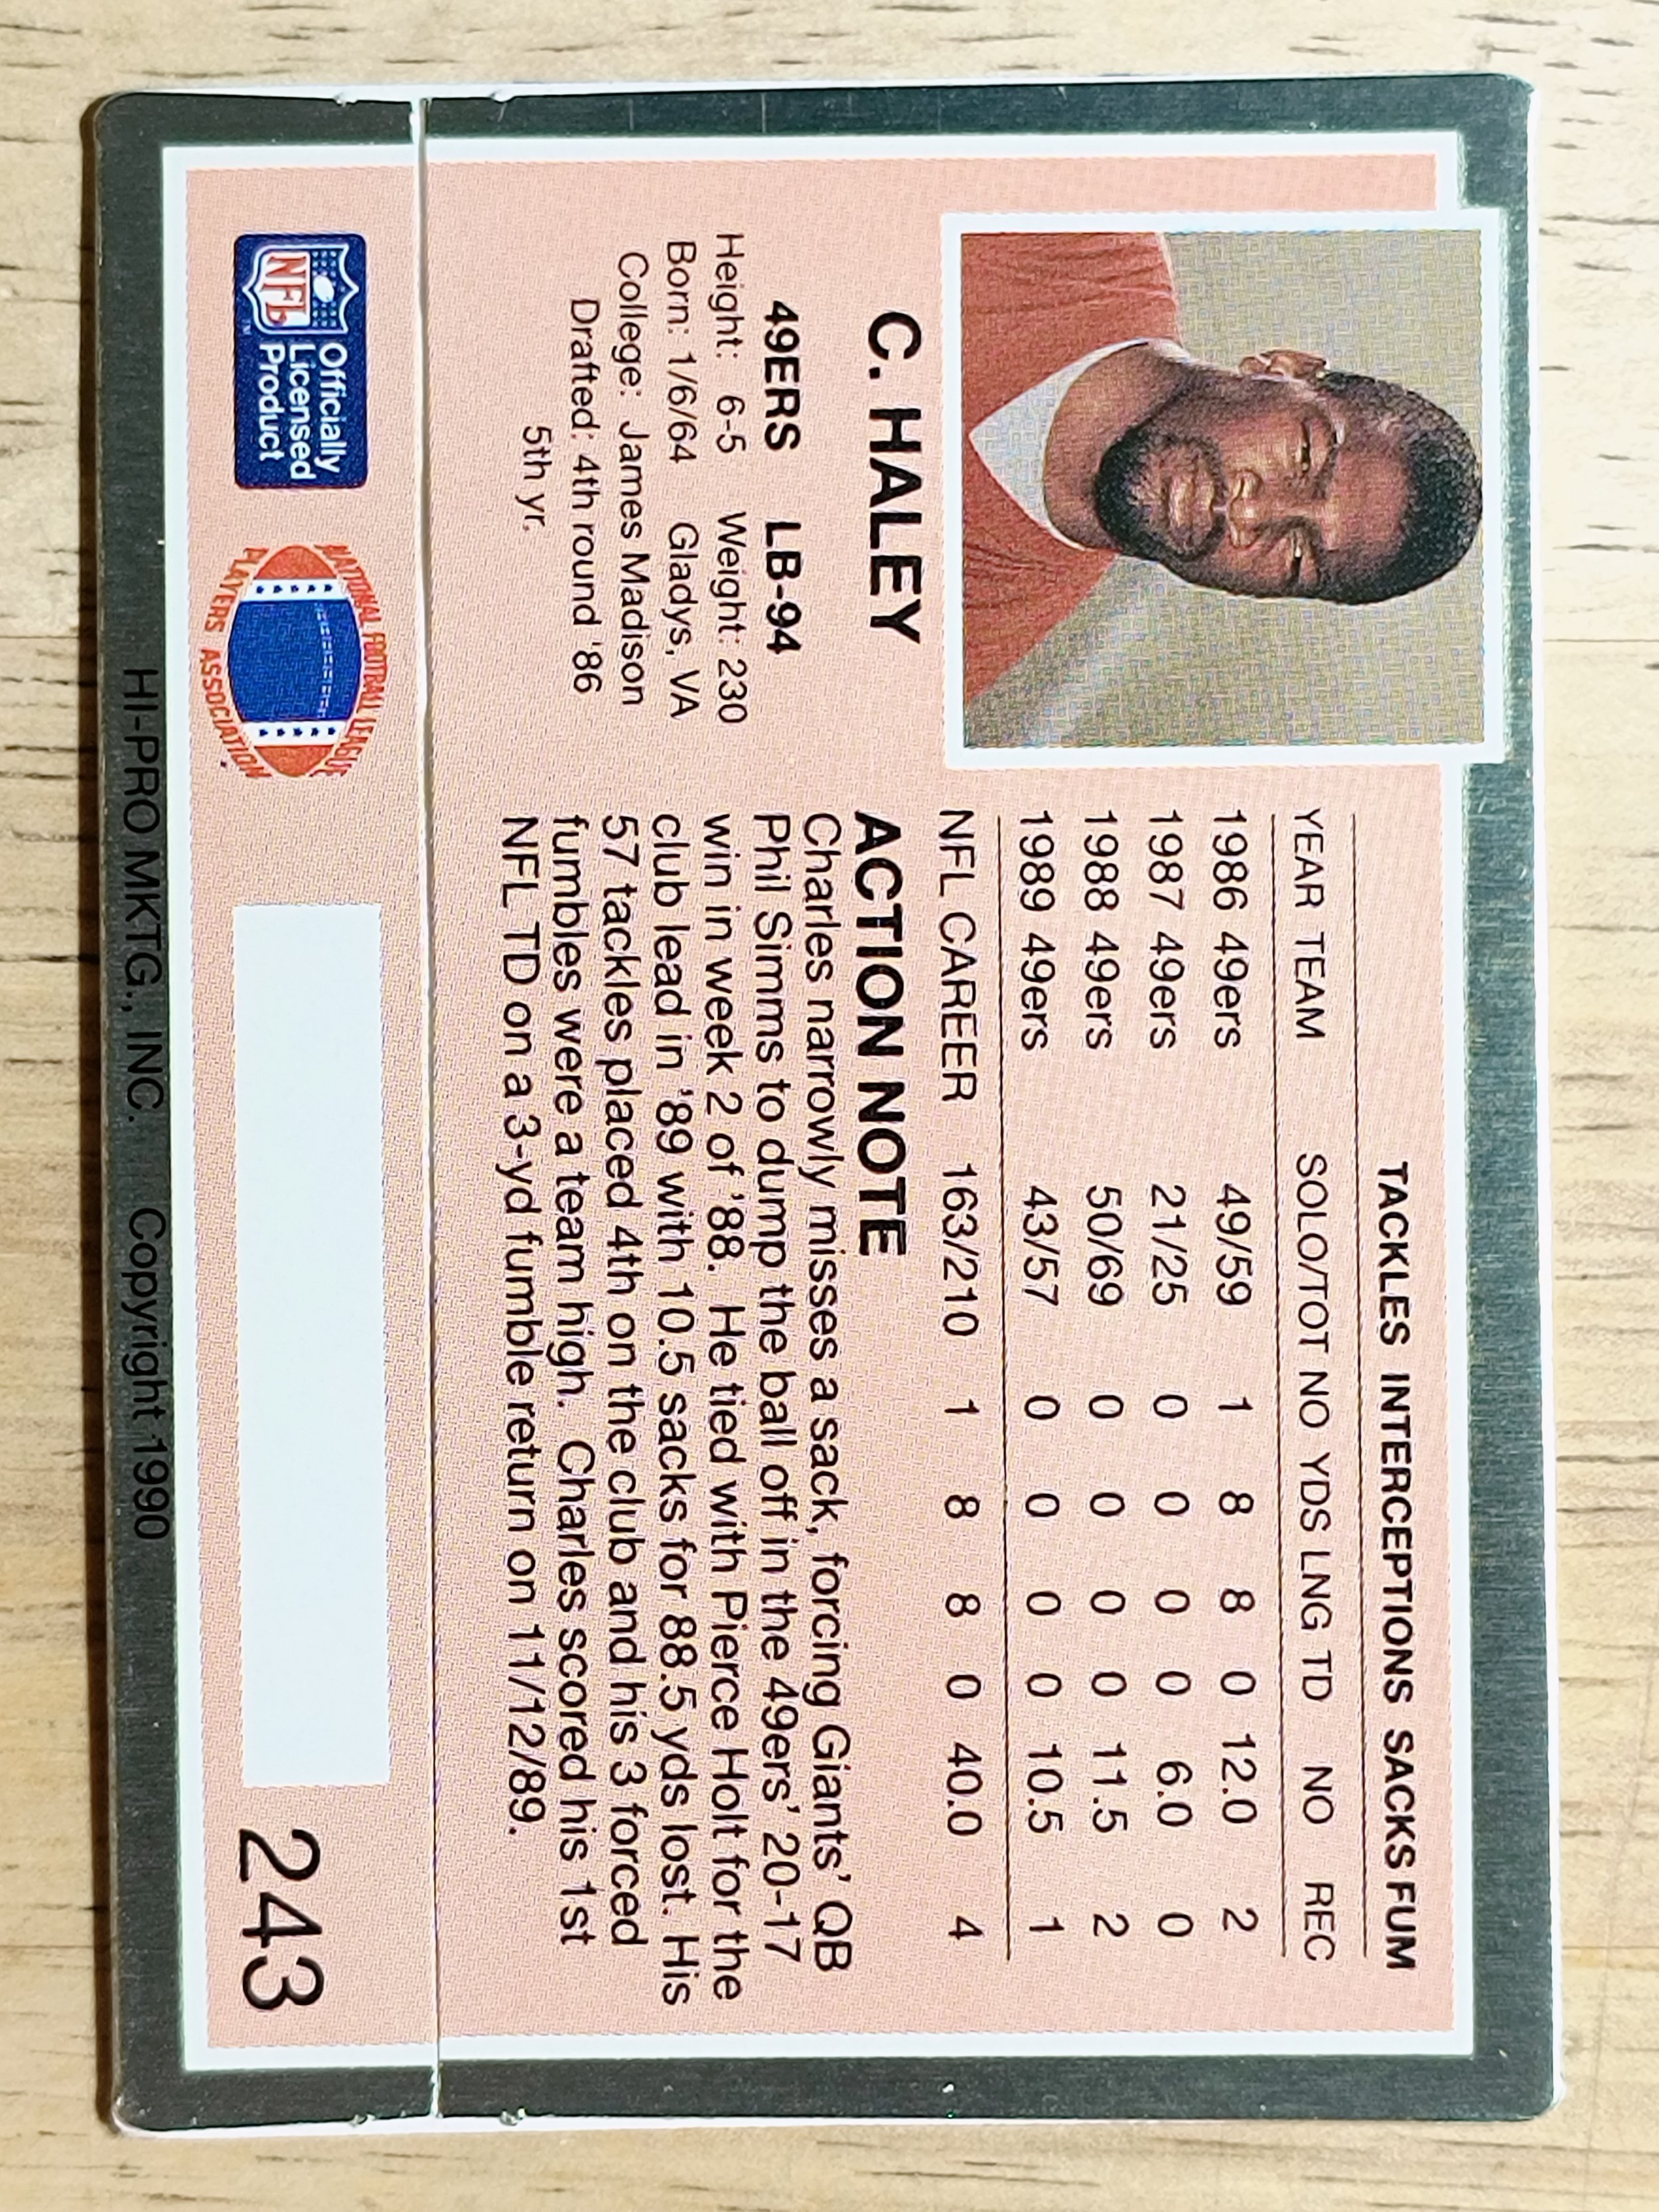 TACKLES INTERCEPTIONS SACKS FUM
YEAR TEAM SOLO/TOT NO YDS LNG TD NO REC
1986 49ers 49/59 1 8 8 0 12.0 2
1987 49ers 21/25 0 0 0 0 6.0 0
1988 49ers 50/69 0 0 0 0 11.5 2
1989 49ers 43/57 0 0 0 0 10.5 1
NFL CAREER 163/210 1 8 8 0 40.0 4
C. HALEY
49ERS LB-94
Height: 6-5 Weight: 230
Born: 1/6/64 Gladys, VA
College: James Madison
Drafted: 4th round '86
5th yr.
ACTION NOTE
Charles narrowly misses a sack, forcing Giants' QB
Phil Simms to dump the ball off in the 49ers' 20-17
win in week 2 of '88. He tied with Pierce Holt for the
club lead in '89 with 10.5 sacks for 88.5 yds lost. His
57 tackles placed 4th on the club and his 3 forced
fumbles were a team high. Charles scored his 1st
NFL TD on a 3-yd fumble return on 11/12/89.
NFL
TM
Officially
Licensed
Product
NATIONAL FOOTBALL LEAGUE
PLAYERS ASSOCIATION
243
HI-PRO MKTG., INC. Copyright 1990